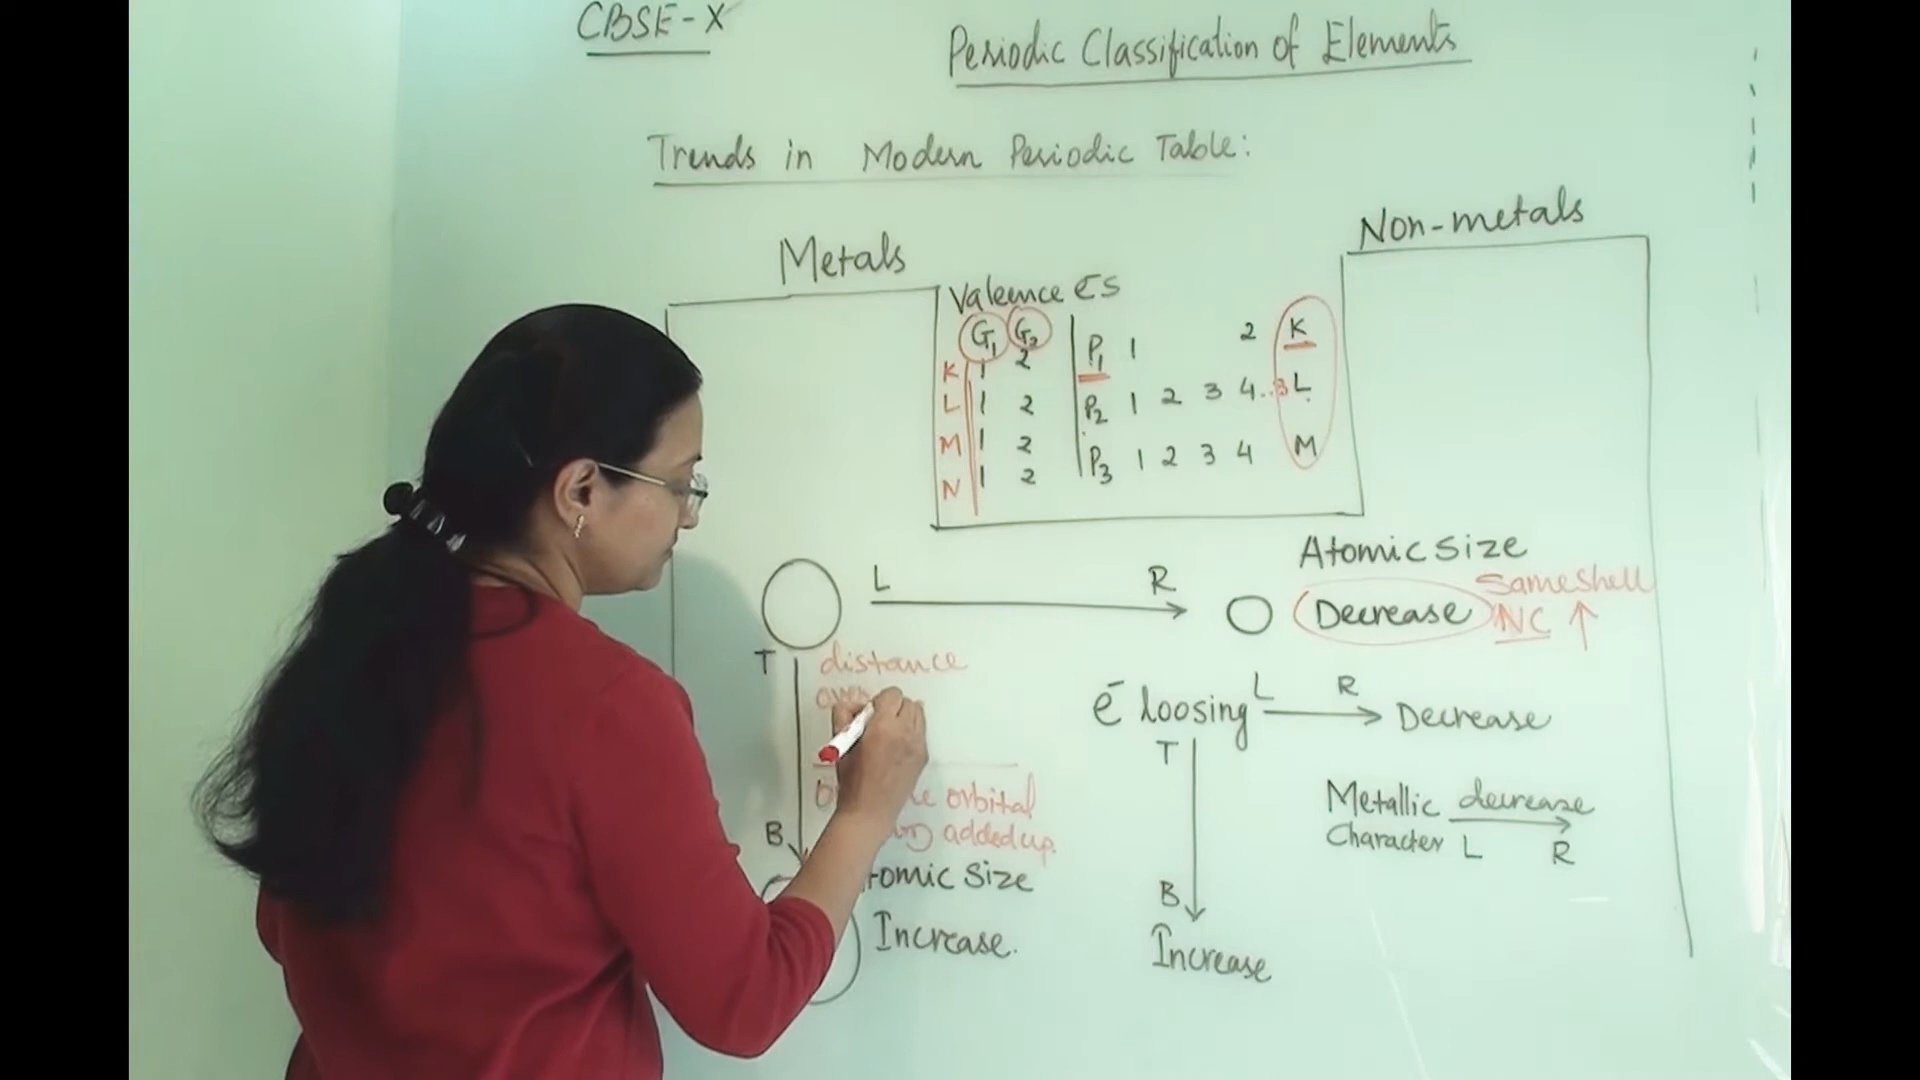 CBSE-X
Periodic Classification of Elements
Trends in Modern Periodic Table:
Metals
Non-metals
Valence es
G1 G2
K 1 2
L 1 2
M 1 2
N 1 2
P1 1 2 K
P2 1 2 3 4..8 L
P3 1 2 3 4 M
Atomic Size
L R
Decrease
Same shell
NC ↑
T
distance
B
orbital
added up.
Atomic Size
Increase.
e- loosing L R Decrease
T
B
Increase
Metallic decrease
Character L R